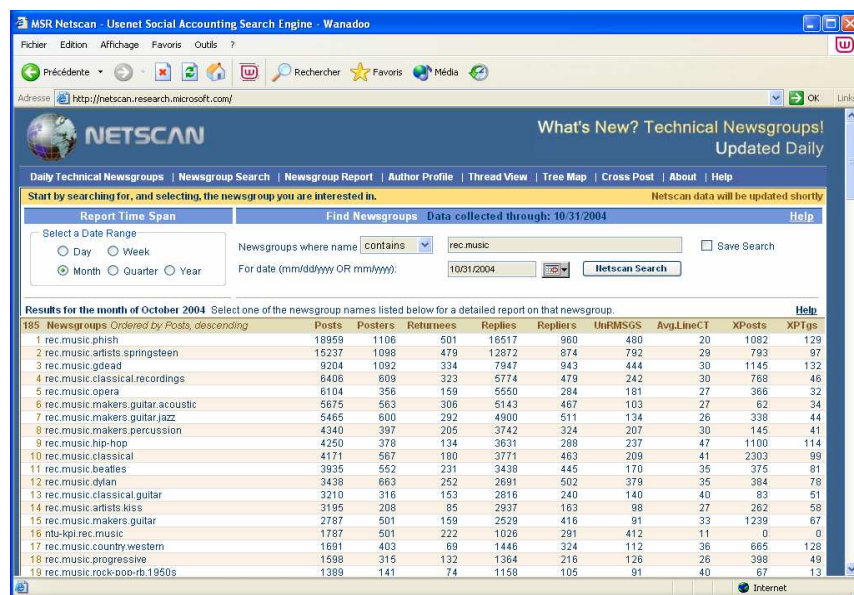 MSR Netscan - Usenet Social Accounting Search Engine - Wanadoo
Fichier Edition Affichage Favoris Outils ?
Précédente Rechercher Favoris Média
Adresse http://netscan.research.microsoft.com/ OK Links
NETSCAN
What's New? Technical Newsgroups!
Updated Daily
Daily Technical Newsgroups | Newsgroup Search | Newsgroup Report | Author Profile | Thread View | Tree Map | Cross Post | About | Help
Start by searching for, and selecting, the newsgroup you are interested in. Netscan data will be updated shortly
Report Time Span Find Newsgroups Data collected through: 10/31/2004 Help
Select a Date Range
Day Week
Month Quarter Year
Newsgroups where name contains rec.music Save Search
For date (mm/dd/yyyy OR mm/yyyy): 10/31/2004 Netscan Search
Results for the month of October 2004 Select one of the newsgroup names listed below for a detailed report on that newsgroup. Help
185 Newsgroups Ordered by Posts, descending Posts Posters Returnees Replies Repliers UnRMSGS Avg.LineCT XPosts XPTgs
1 rec.music.phish 18959 1106 501 16517 960 480 20 1082 129
2 rec.music.artists.springsteen 15237 1098 479 12872 874 792 29 793 97
3 rec.music.gdead 9204 1092 334 7947 943 444 30 1145 132
4 rec.music.classical.recordings 6406 609 323 5774 479 242 30 768 46
5 rec.music.opera 6104 356 159 5550 284 181 27 366 32
6 rec.music.makers.guitar.acoustic 5675 563 306 5143 467 103 27 62 34
7 rec.music.makers.guitar.jazz 5465 600 292 4900 511 134 26 338 44
8 rec.music.makers.percussion 4340 397 205 3742 324 207 30 145 41
9 rec.music.hip-hop 4250 378 134 3631 288 237 47 1100 114
10 rec.music.classical 4171 567 180 3771 463 209 41 2303 99
11 rec.music.beatles 3935 552 231 3438 445 170 35 375 81
12 rec.music.dylan 3438 663 252 2691 502 379 35 384 78
13 rec.music.classical.guitar 3210 316 153 2816 240 140 40 83 51
14 rec.music.artists.kiss 3195 208 85 2937 163 98 27 262 58
15 rec.music.makers.guitar 2787 501 159 2529 416 91 33 1239 67
16 ntu-kpi.rec.music 1787 501 222 1026 291 412 11 0 0
17 rec.music.country.western 1691 403 69 1446 324 112 36 665 128
18 rec.music.progressive 1598 315 132 1364 216 126 26 398 49
19 rec.music.rock-pop-rb.1950s 1389 141 74 1158 105 91 40 67 13
Internet